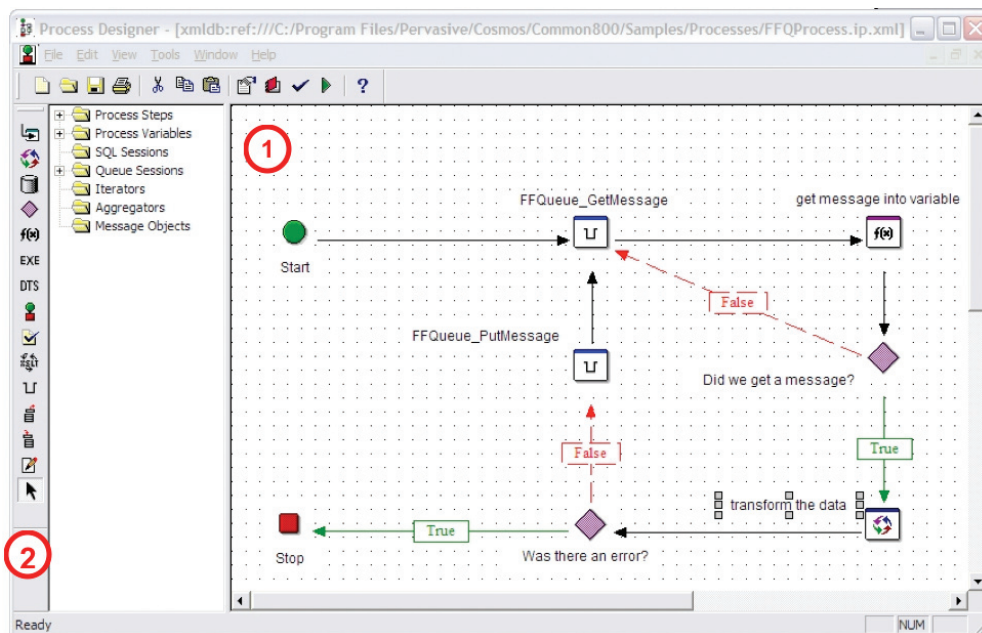 Process Designer - [xmldb:ref:///C:/Program Files/Pervasive/Cosmos/Common800/Samples/Processes/FFQProcess.ip.xml]
File Edit View Tools Window Help
?
Process Steps
Process Variables
SQL Sessions
Queue Sessions
Iterators
Aggregators
Message Objects
f(x)
EXE
DTS
1
2
FFQueue_GetMessage
get message into variable
f(x)
Start
False
FFQueue_PutMessage
Did we get a message?
False
True
transform the data
True
Stop
Was there an error?
Ready
NUM